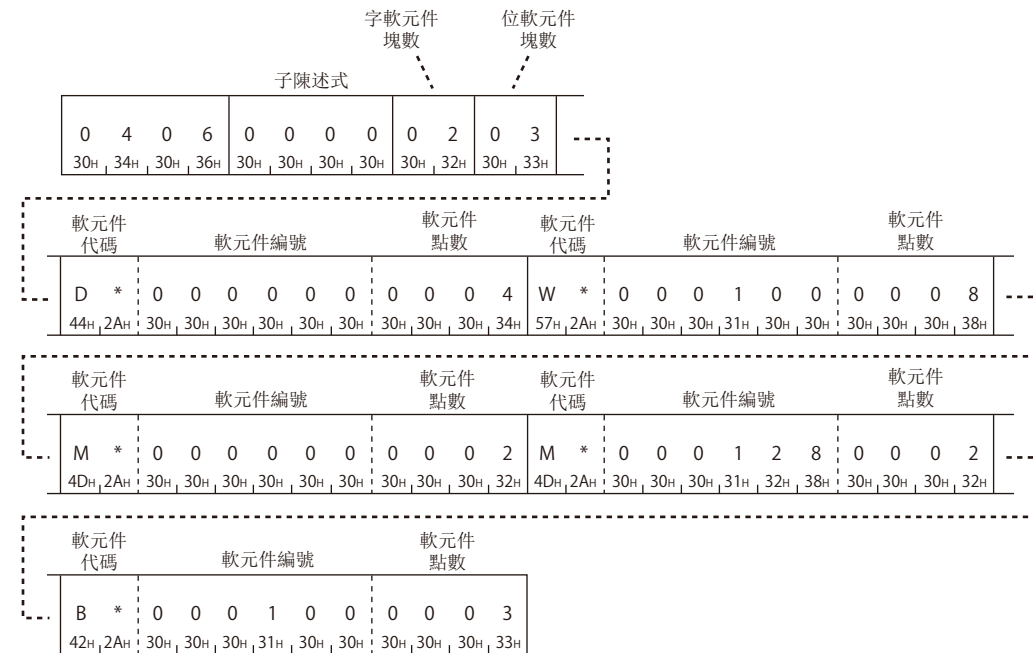 字軟元件 位軟元件
塊數 塊數
子陳述式
0 4 0 6 0 0 0 0 0 2 0 3
30H 34H 30H 36H 30H 30H 30H 30H 30H 32H 30H 33H
軟元件 軟元件 軟元件 軟元件
代碼 軟元件編號 點數 代碼 軟元件編號 點數
D * 0 0 0 0 0 0 0 0 0 4 W * 0 0 0 1 0 0 0 0 0 8
44H 2AH 30H 30H 30H 30H 30H 30H 30H 30H 30H 34H 57H 2AH 30H 30H 30H 31H 30H 30H 30H 30H 30H 38H
軟元件 軟元件 軟元件 軟元件
代碼 軟元件編號 點數 代碼 軟元件編號 點數
M * 0 0 0 0 0 0 0 0 0 2 M * 0 0 0 1 2 8 0 0 0 2
4DH 2AH 30H 30H 30H 30H 30H 30H 30H 30H 30H 32H 4DH 2AH 30H 30H 30H 31H 32H 38H 30H 30H 30H 32H
軟元件 軟元件
代碼 軟元件編號 點數
B * 0 0 0 1 0 0 0 0 0 3
42H 2AH 30H 30H 30H 31H 30H 30H 30H 30H 30H 33H